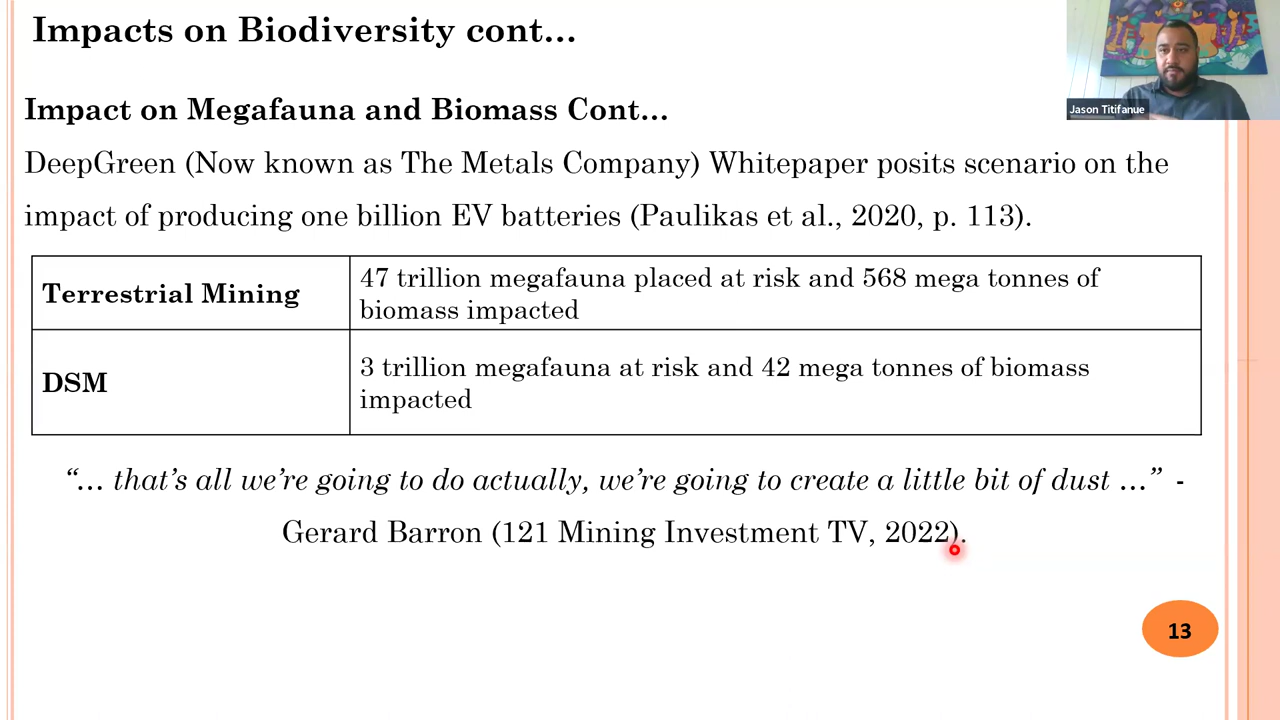 Impacts on Biodiversity cont...
Jason Titifanue
Impact on Megafauna and Biomass Cont...
DeepGreen (Now known as The Metals Company) Whitepaper posits scenario on the
impact of producing one billion EV batteries (Paulikas et al., 2020, p. 113).
Terrestrial Mining
47 trillion megafauna placed at risk and 568 mega tonnes of
biomass impacted
DSM
3 trillion megafauna at risk and 42 mega tonnes of biomass
impacted
“... that’s all we’re going to do actually, we’re going to create a little bit of dust ...” -
Gerard Barron (121 Mining Investment TV, 2022).
13